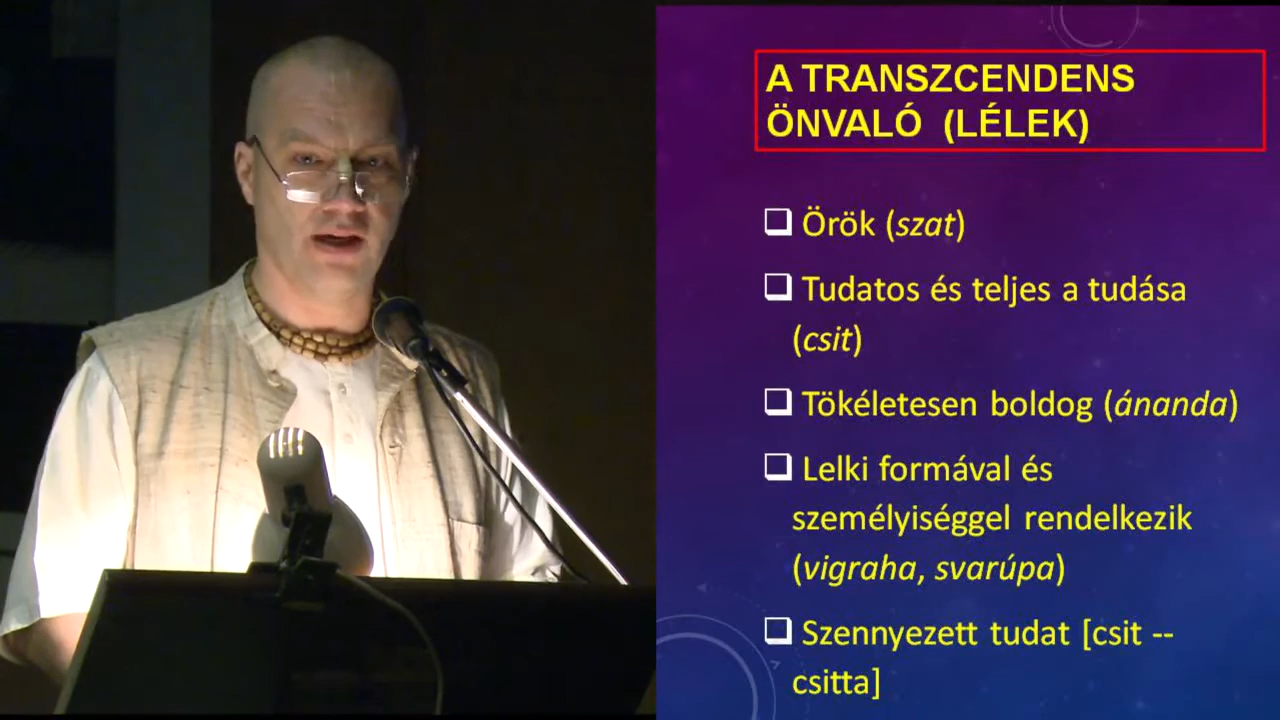 A TRANSZCENDENS
ÖNVALÓ (LÉLEK)
Örök (szat)
Tudatos és teljes a tudása
(csit)
Tökéletesen boldog (ánanda)
Lelki formával és
személyiséggel rendelkezik
(vigraha, svarúpa)
Szennyezett tudat [csit --
csitta]